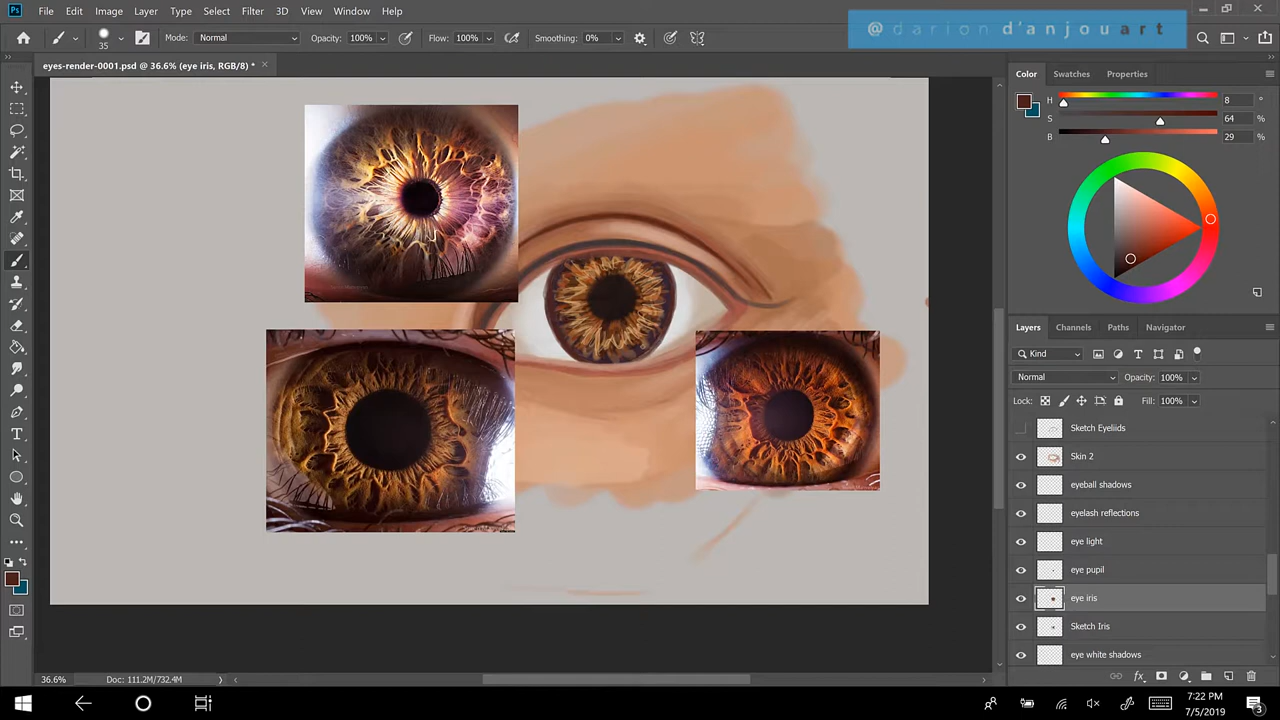 Ps File Edit Image Layer Type Select Filter 3D View Window Help
@ darion d'anjouart
35 Mode: Normal Opacity: 100% Flow: 100% Smoothing: 0%
eyes-render-0001.psd @ 36.6% (eye iris, RGB/8) *
Color Swatches Properties
H 8 °
S 64 %
B 29 %
Layers Channels Paths Navigator
Kind
Normal Opacity: 100%
Lock: Fill: 100%
Sketch Eyeliids
Skin 2
eyeball shadows
eyelash reflections
eye light
eye pupil
eye iris
Sketch Iris
eye white shadows
36.6% Doc: 111.2M/732.4M
7:22 PM
7/5/2019
3